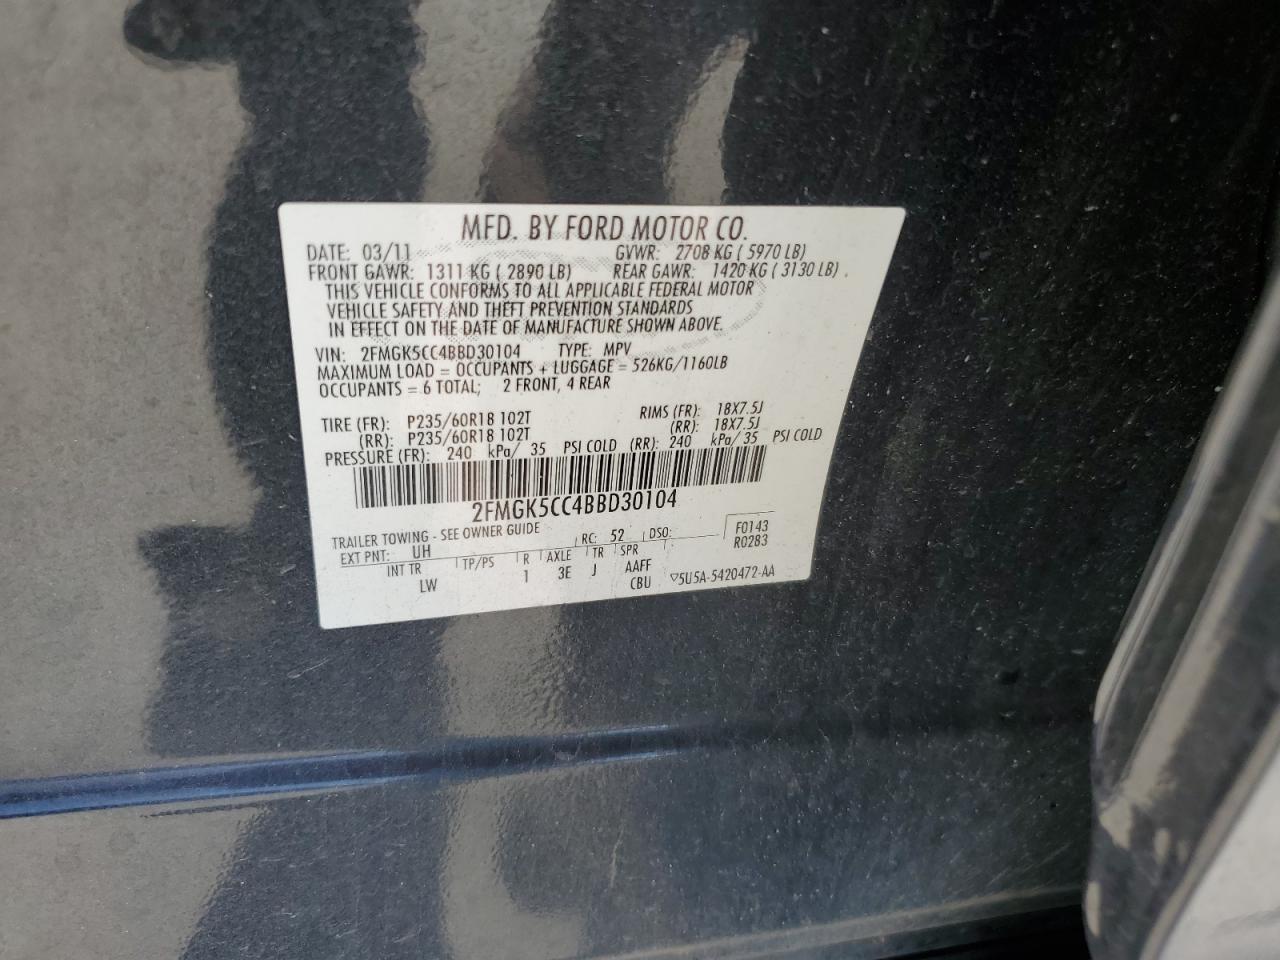 MFD. BY FORD MOTOR CO.
DATE: 03/11 GVWR: 2708 KG ( 5970 LB)
FRONT GAWR: 1311 KG ( 2890 LB) REAR GAWR: 1420 KG ( 3130 LB) .
THIS VEHICLE CONFORMS TO ALL APPLICABLE FEDERAL MOTOR
VEHICLE SAFETY AND THEFT PREVENTION STANDARDS
IN EFFECT ON THE DATE OF MANUFACTURE SHOWN ABOVE.
VIN: 2FMGK5CC4BBD30104 TYPE: MPV
MAXIMUM LOAD = OCCUPANTS + LUGGAGE = 526KG/1160LB
OCCUPANTS = 6 TOTAL; 2 FRONT, 4 REAR
TIRE (FR): P235/60R18 102T RIMS (FR): 18X7.5J
(RR): P235/60R18 102T (RR): 18X7.5J
PRESSURE (FR): 240 kPa/ 35 PSI COLD (RR): 240 kPa/ 35 PSI COLD
2FMGK5CC4BBD30104
TRAILER TOWING - SEE OWNER GUIDE
EXT PNT: UH RC: 52 DSO: F0143
R0283
INT TR TP/PS R AXLE TR SPR
LW 1 3E J AAFF
CBU ▽5U5A-5420472-AA